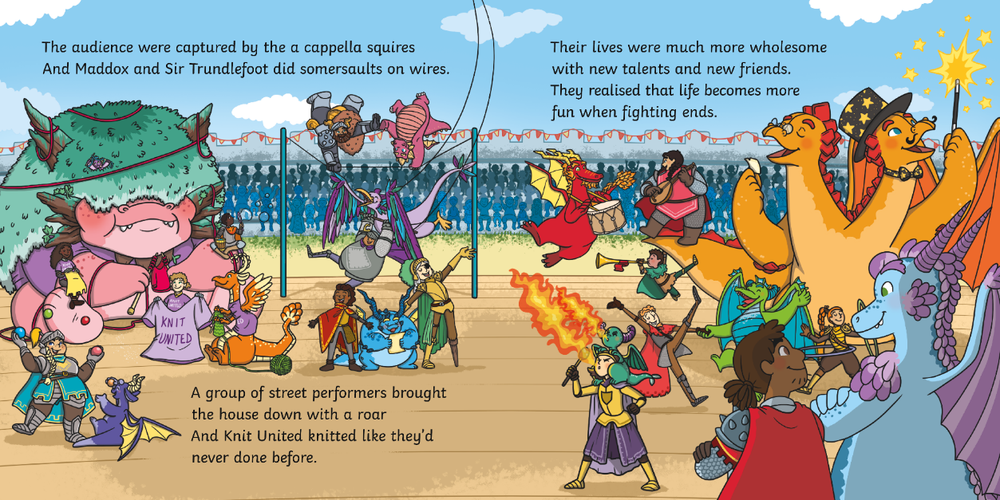 The audience were captured by the a cappella squires
And Maddox and Sir Trundlefoot did somersaults on wires.
A group of street performers brought
the house down with a roar
And Knit United knitted like they'd
never done before.
KNIT
UNITED
KNIT
UNITED
Their lives were much more wholesome
with new talents and new friends.
They realised that life becomes more
fun when fighting ends.